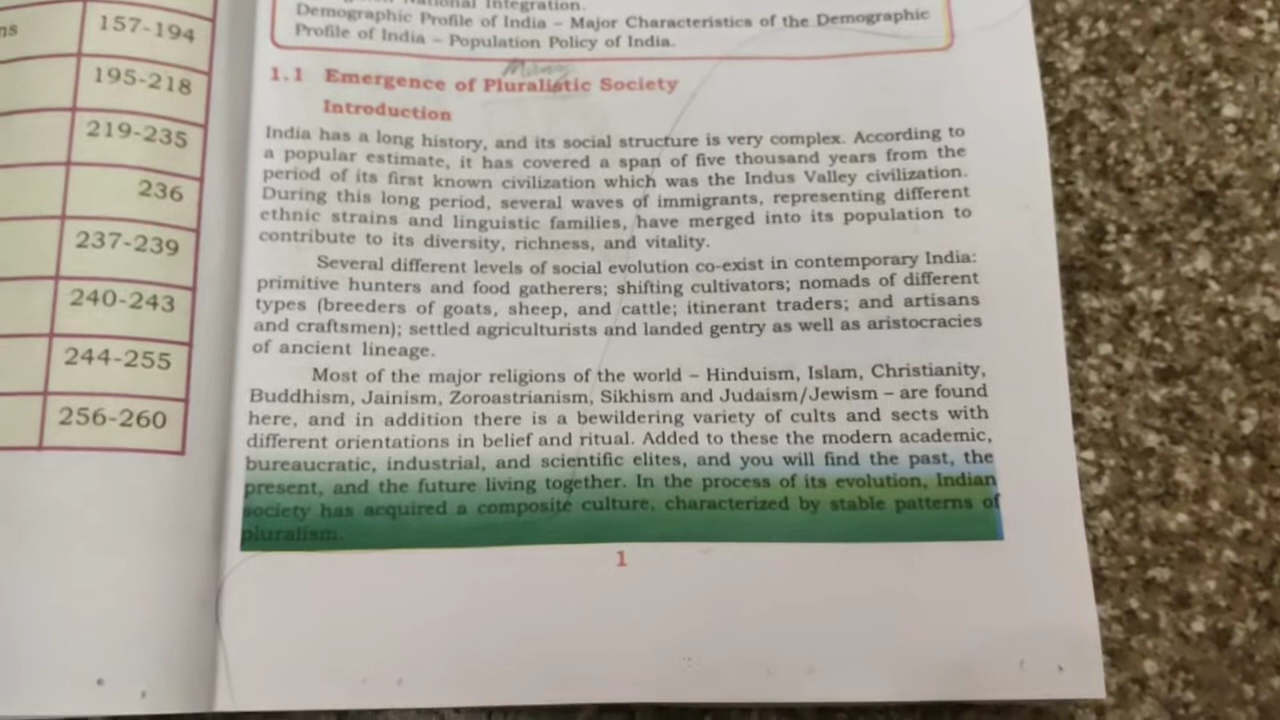 ns
157-194
195-218
219-235
236
237-239
240-243
244-255
256-260
National Integration.
Demographic Profile of India – Major Characteristics of the Demographic
Profile of India – Population Policy of India.
1.1 Emergence of Pluralistic Society
Introduction
India has a long history, and its social structure is very complex. According to
a popular estimate, it has covered a span of five thousand years from the
period of its first known civilization which was the Indus Valley civilization.
During this long period, several waves of immigrants, representing different
ethnic strains and linguistic families, have merged into its population to
contribute to its diversity, richness, and vitality.
Several different levels of social evolution co-exist in contemporary India:
primitive hunters and food gatherers; shifting cultivators; nomads of different
types (breeders of goats, sheep, and cattle; itinerant traders; and artisans
and craftsmen); settled agriculturists and landed gentry as well as aristocracies
of ancient lineage.
Most of the major religions of the world – Hinduism, Islam, Christianity,
Buddhism, Jainism, Zoroastrianism, Sikhism and Judaism/Jewism – are found
here, and in addition there is a bewildering variety of cults and sects with
different orientations in belief and ritual. Added to these the modern academic,
bureaucratic, industrial, and scientific elites, and you will find the past, the
present, and the future living together. In the process of its evolution, Indian
society has acquired a composite culture, characterized by stable patterns of
pluralism.
1